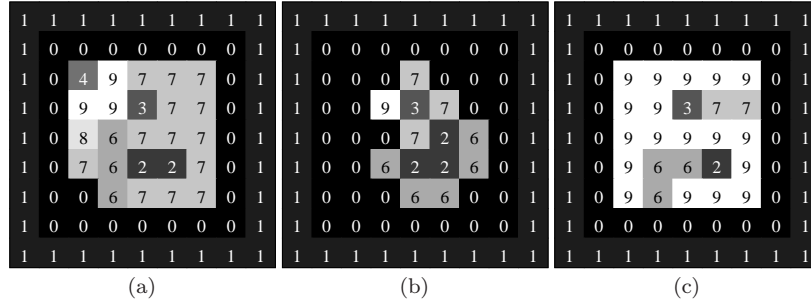 1 1 1 1 1 1 1 1 1 1 1 1 1 1 1 1 1 1 1 1 1 1 1 1 1 1 1
1 0 0 0 0 0 0 0 1 1 0 0 0 0 0 0 0 1 1 0 0 0 0 0 0 0 1
1 0 4 9 7 7 7 0 1 1 0 0 0 7 0 0 0 1 1 0 9 9 9 9 9 0 1
1 0 9 9 3 7 7 0 1 1 0 0 9 3 7 0 0 1 1 0 9 9 3 7 7 0 1
1 0 8 6 7 7 7 0 1 1 0 0 0 7 2 6 0 1 1 0 9 9 9 9 9 0 1
1 0 7 6 2 2 7 0 1 1 0 0 6 2 2 6 0 1 1 0 9 6 6 2 9 0 1
1 0 0 6 7 7 7 0 1 1 0 0 0 6 6 0 0 1 1 0 9 6 9 9 9 0 1
1 0 0 0 0 0 0 0 1 1 0 0 0 0 0 0 0 1 1 0 0 0 0 0 0 0 1
1 1 1 1 1 1 1 1 1 1 1 1 1 1 1 1 1 1 1 1 1 1 1 1 1 1 1
(a) (b) (c)